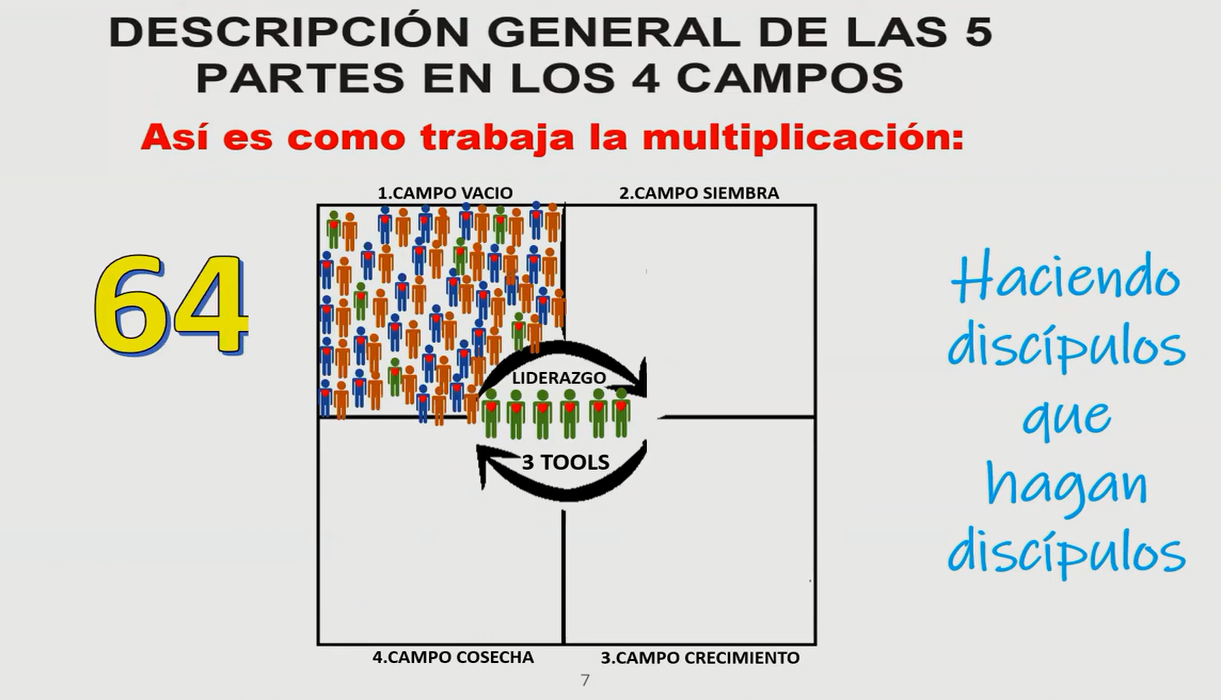 DESCRIPCIÓN GENERAL DE LAS 5
PARTES EN LOS 4 CAMPOS
Así es como trabaja la multiplicación:
1.CAMPO VACIO
2.CAMPO SIEMBRA
64
LIDERAZGO
3 TOOLS
Haciendo
discípulos
que
hagan
discípulos
4.CAMPO COSECHA
3.CAMPO CRECIMIENTO
7